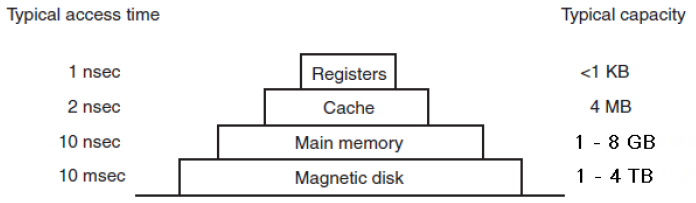 Typical access time Typical capacity
1 nsec Registers <1 KB
2 nsec Cache 4 MB
10 nsec Main memory 1 - 8 GB
10 msec Magnetic disk 1 - 4 TB